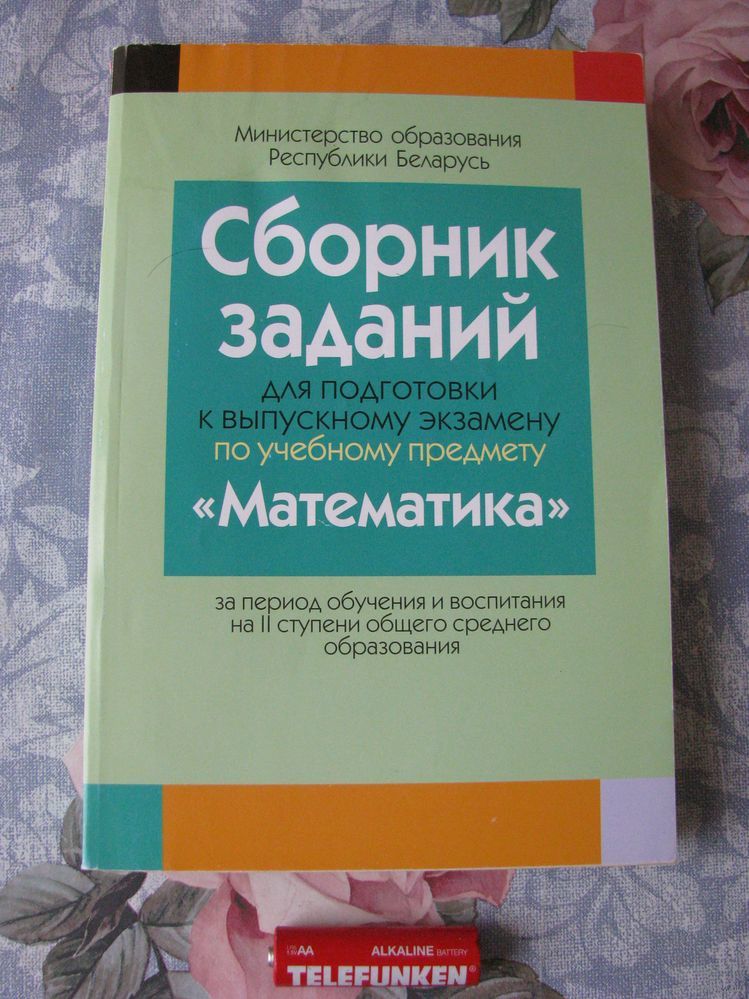 Министерство образования
Республики Беларусь
Сборник
заданий
для подготовки
к выпускному экзамену
по учебному предмету
«Математика»
за период обучения и воспитания
на II ступени общего среднего
образования
AA ALKALINE BATTERY
TELEFUNKEN®